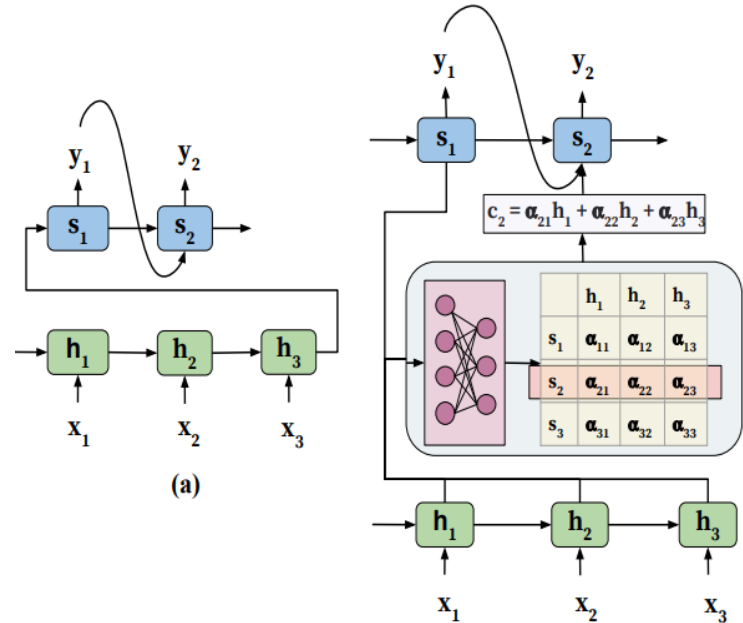 y₁ y₂
s₁ s₂
h₁ h₂ h₃
x₁ x₂ x₃
(a)
y₁ y₂
s₁ s₂
c₂ = α₂₁h₁ + α₂₂h₂ + α₂₃h₃
h₁ h₂ h₃
s₁ α₁₁ α₁₂ α₁₃
s₂ α₂₁ α₂₂ α₂₃
s₃ α₃₁ α₃₂ α₃₃
h₁ h₂ h₃
x₁ x₂ x₃